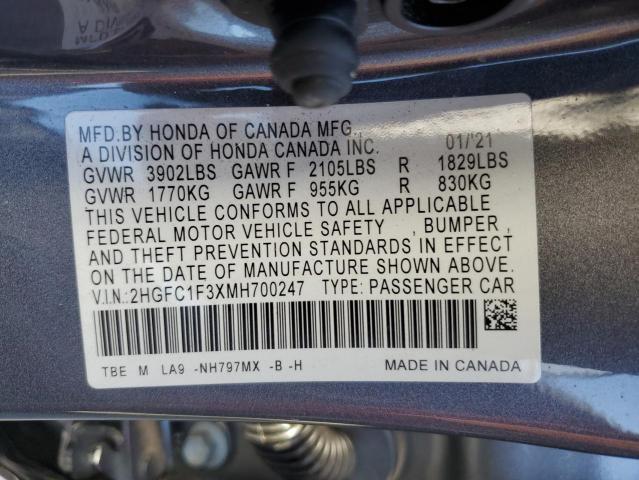 MFD.BY HONDA OF CANADA MFG.,
A DIVISION OF HONDA CANADA INC. 01/'21
GVWR 3902LBS GAWR F 2105LBS R 1829LBS
GVWR 1770KG GAWR F 955KG R 830KG
THIS VEHICLE CONFORMS TO ALL APPLICABLE
FEDERAL MOTOR VEHICLE SAFETY , BUMPER ,
AND THEFT PREVENTION STANDARDS IN EFFECT
ON THE DATE OF MANUFACTURE SHOWN ABOVE.
V.I.N.:2HGFC1F3XMH700247 TYPE: PASSENGER CAR
TBE M LA9 -NH797MX -B -H MADE IN CANADA